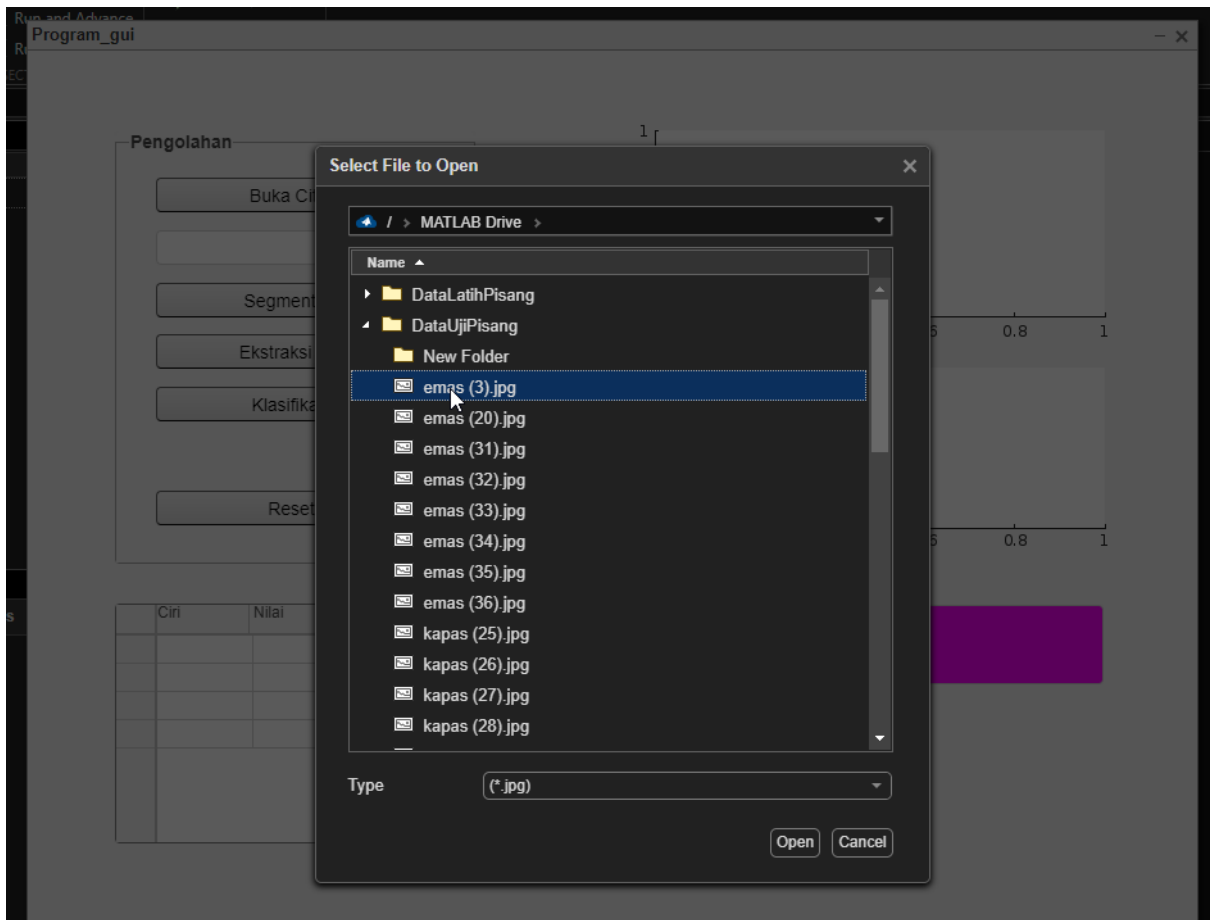 Run and Advance
Program_gui
Pengolahan
1
Select File to Open
Buka Ci
/ > MATLAB Drive >
Name
Segment
DataLatihPisang
DataUjiPisang
0.8
1
Ekstraksi
New Folder
emas (3).jpg
Klasifika
emas (20).jpg
emas (31).jpg
emas (32).jpg
Reset
emas (33).jpg
emas (34).jpg
0.8
1
emas (35).jpg
emas (36).jpg
Ciri
Nilai
kapas (25).jpg
kapas (26).jpg
kapas (27).jpg
kapas (28).jpg
Type
(*.jpg)
Open
Cancel